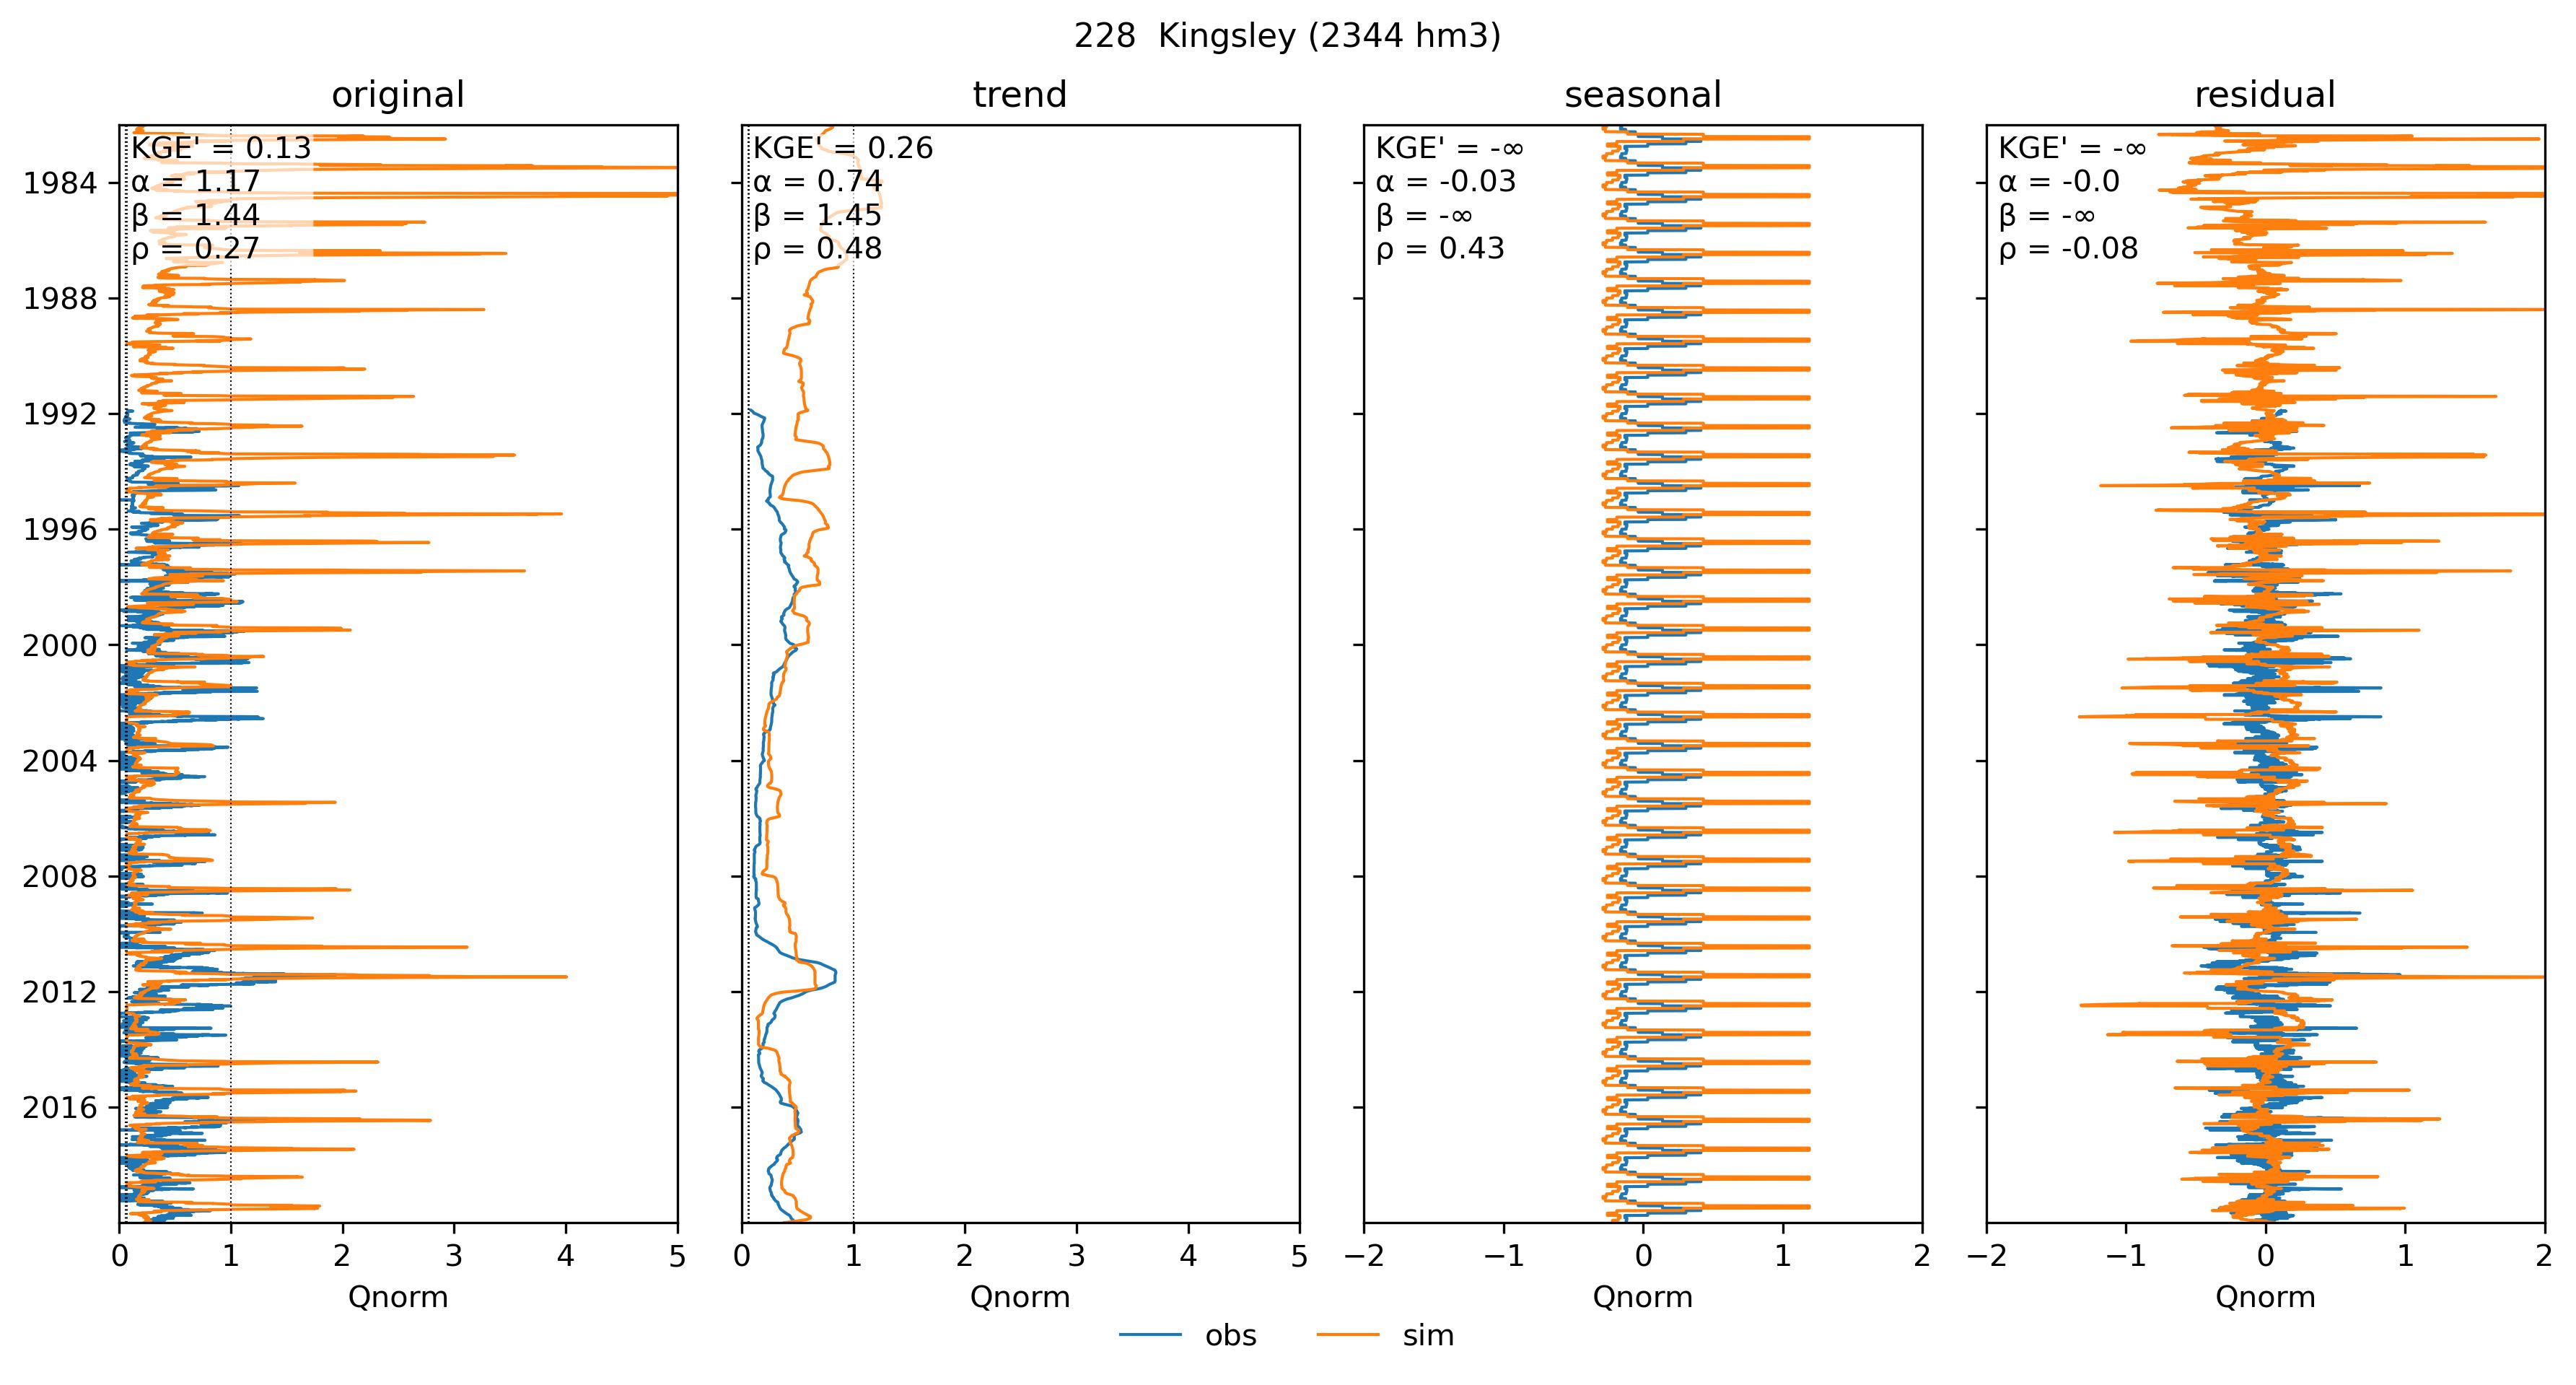 228  Kingsley (2344 hm3)
original
trend
seasonal
residual
KGE' = 0.13
α = 1.17
β = 1.44
ρ = 0.27
KGE' = 0.26
α = 0.74
β = 1.45
ρ = 0.48
KGE' = -∞
α = -0.03
β = -∞
ρ = 0.43
KGE' = -∞
α = -0.0
β = -∞
ρ = -0.08
1984
1988
1992
1996
2000
2004
2008
2012
2016
0 1 2 3 4 5
0 1 2 3 4 5
−2 −1 0 1 2
−2 −1 0 1 2
Qnorm
Qnorm
Qnorm
Qnorm
obs
sim